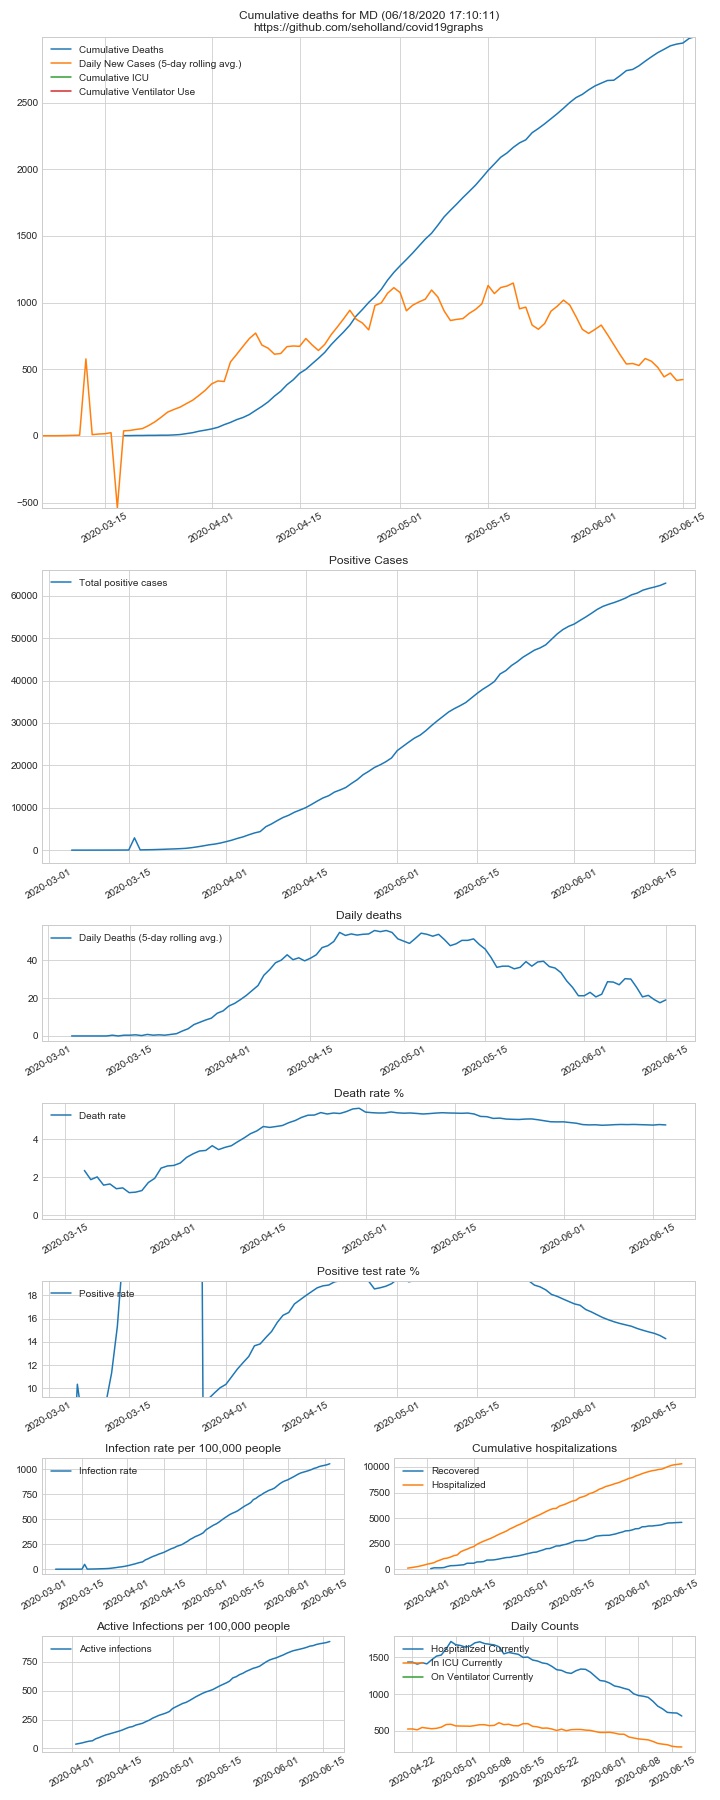 Cumulative deaths for MD (06/18/2020 17:10:11)
https://github.com/seholland/covid19graphs
Cumulative Deaths
Daily New Cases (5-day rolling avg.)
Cumulative ICU
Cumulative Ventilator Use
2500
2000
1500
1000
500
0
−500
2020-03-15 2020-04-01 2020-04-15 2020-05-01 2020-05-15 2020-06-01 2020-06-15
Positive Cases
Total positive cases
60000
50000
40000
30000
20000
10000
0
2020-03-01 2020-03-15 2020-04-01 2020-04-15 2020-05-01 2020-05-15 2020-06-01 2020-06-15
Daily deaths
Daily Deaths (5-day rolling avg.)
40
20
0
2020-03-01 2020-03-15 2020-04-01 2020-04-15 2020-05-01 2020-05-15 2020-06-01 2020-06-15
Death rate %
Death rate
4
2
0
2020-03-15 2020-04-01 2020-04-15 2020-05-01 2020-05-15 2020-06-01 2020-06-15
Positive test rate %
Positive rate
18
16
14
12
10
2020-03-01 2020-03-15 2020-04-01 2020-04-15 2020-05-01 2020-05-15 2020-06-01 2020-06-15
Infection rate per 100,000 people
Infection rate
1000
750
500
250
0
2020-03-01 2020-03-15 2020-04-01 2020-04-15 2020-05-01 2020-05-15 2020-06-01 2020-06-15
Cumulative hospitalizations
Recovered
Hospitalized
10000
7500
5000
2500
0
2020-04-01 2020-04-15 2020-05-01 2020-05-15 2020-06-01 2020-06-15
Active Infections per 100,000 people
Active infections
750
500
250
0
2020-04-01 2020-04-15 2020-05-01 2020-05-15 2020-06-01 2020-06-15
Daily Counts
Hospitalized Currently
In ICU Currently
On Ventilator Currently
1500
1000
500
2020-04-22 2020-05-01 2020-05-08 2020-05-15 2020-05-22 2020-06-01 2020-06-08 2020-06-15